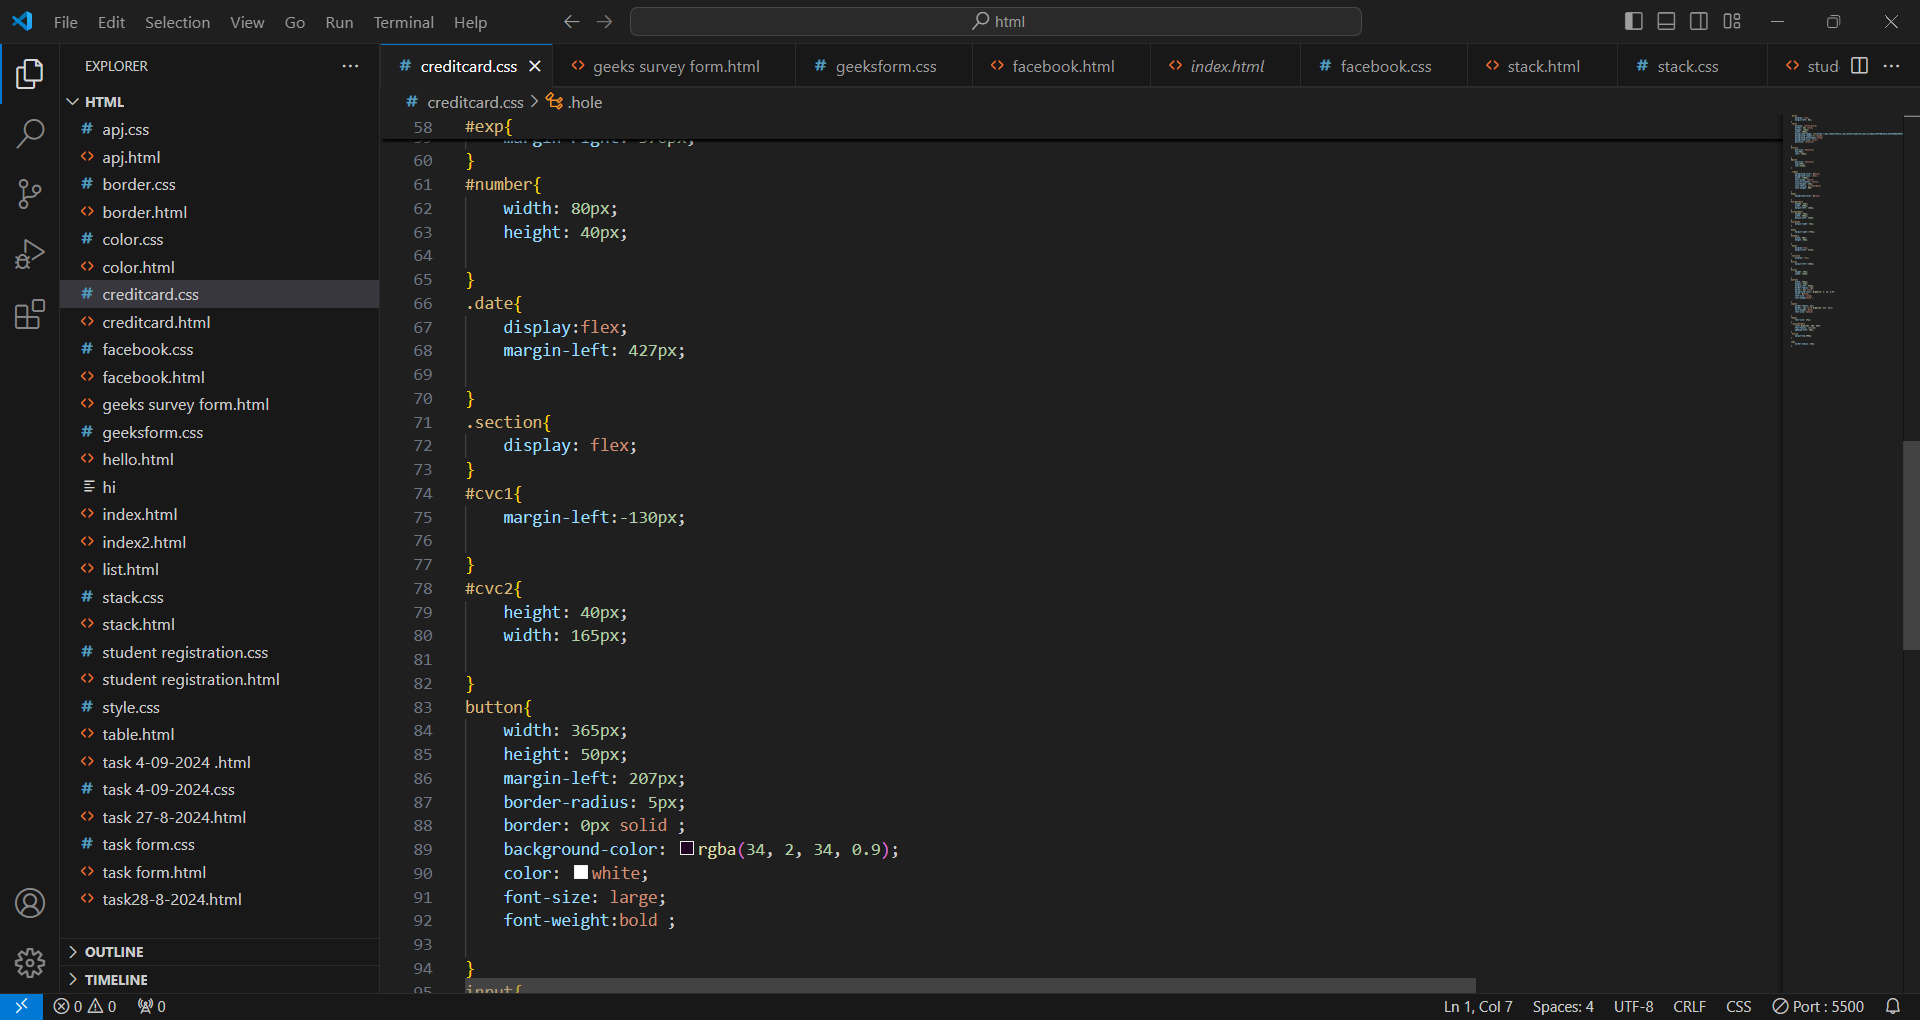 File Edit Selection View Go Run Terminal Help
html
EXPLORER
creditcard.css
geeks survey form.html
geeksform.css
facebook.html
index.html
facebook.css
stack.html
stack.css
stud
HTML
apj.css
apj.html
border.css
border.html
color.css
color.html
creditcard.css
creditcard.html
facebook.css
facebook.html
geeks survey form.html
geeksform.css
hello.html
hi
index.html
index2.html
list.html
stack.css
stack.html
student registration.css
student registration.html
style.css
table.html
task 4-09-2024 .html
task 4-09-2024.css
task 27-8-2024.html
task form.css
task form.html
task28-8-2024.html
OUTLINE
TIMELINE
creditcard.css > .hole
58 #exp{
60 }
61 #number{
62 width: 80px;
63 height: 40px;
64
65 }
66 .date{
67 display:flex;
68 margin-left: 427px;
69
70 }
71 .section{
72 display: flex;
73 }
74 #cvc1{
75 margin-left:-130px;
76
77 }
78 #cvc2{
79 height: 40px;
80 width: 165px;
81
82 }
83 button{
84 width: 365px;
85 height: 50px;
86 margin-left: 207px;
87 border-radius: 5px;
88 border: 0px solid ;
89 background-color: rgba(34, 2, 34, 0.9);
90 color: white;
91 font-size: large;
92 font-weight:bold ;
93
94 }
95 input{
0 0 0
Ln 1, Col 7 Spaces: 4 UTF-8 CRLF CSS Port : 5500